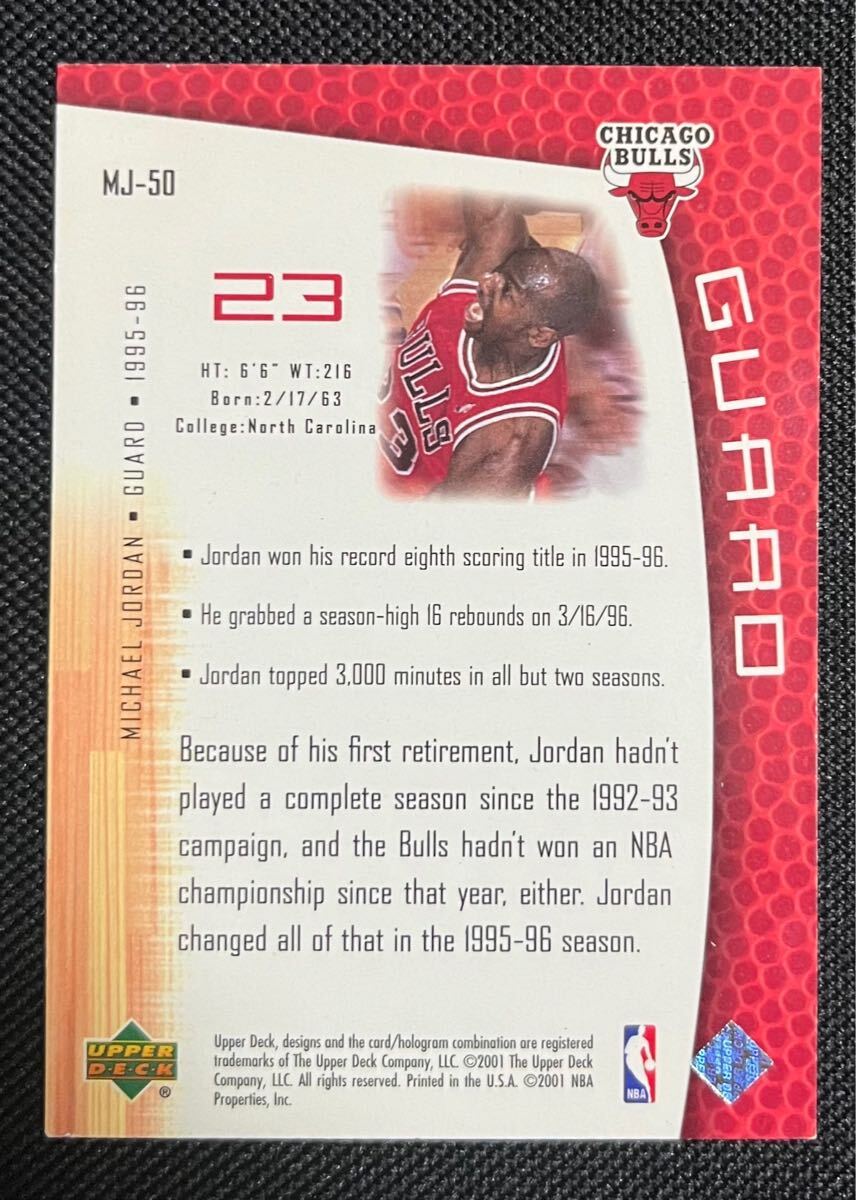 CHICAGO
BULLS
MJ-50
23
HT: 6'6" WT:216
Born:2/17/63
College:North Carolina
ULLS
23
GUARD
MICHAEL JORDAN ▪ GUARD ▪ 1995-96
▪ Jordan won his record eighth scoring title in 1995-96.
▪ He grabbed a season-high 16 rebounds on 3/16/96.
▪ Jordan topped 3,000 minutes in all but two seasons.
Because of his first retirement, Jordan hadn't
played a complete season since the 1992-93
campaign, and the Bulls hadn't won an NBA
championship since that year, either. Jordan
changed all of that in the 1995-96 season.
UPPER
D·E·C·K
®
Upper Deck, designs and the card/hologram combination are registered
trademarks of The Upper Deck Company, LLC. ©2001 The Upper Deck
Company, LLC. All rights reserved. Printed in the U.S.A. ©2001 NBA
Properties, Inc.
NBA
UPPER DECK